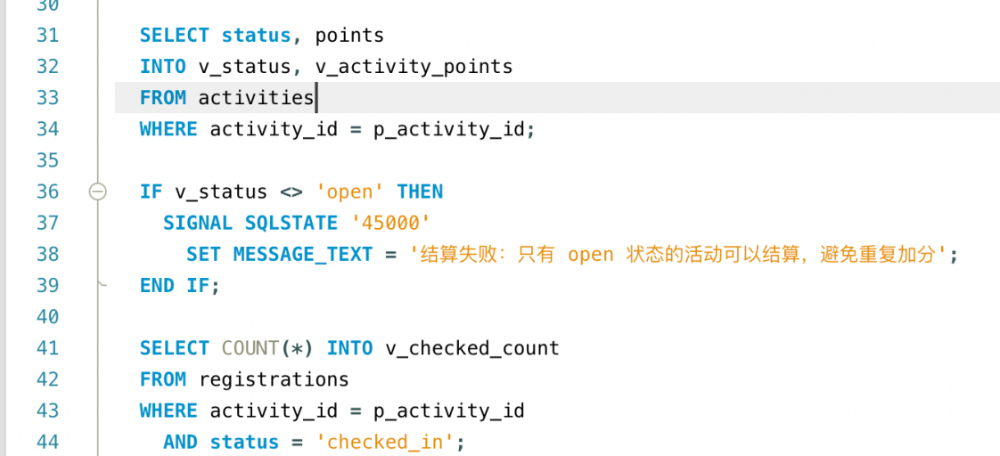 30
31 SELECT status, points
32 INTO v_status, v_activity_points
33 FROM activities
34 WHERE activity_id = p_activity_id;
35
36 IF v_status <> 'open' THEN
37 SIGNAL SQLSTATE '45000'
38 SET MESSAGE_TEXT = '结算失败：只有 open 状态的活动可以结算，避免重复加分';
39 END IF;
40
41 SELECT COUNT(*) INTO v_checked_count
42 FROM registrations
43 WHERE activity_id = p_activity_id
44 AND status = 'checked_in';